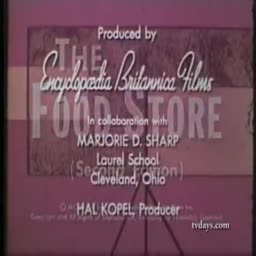 Produced by
Encyclopædia Britannica Films
THE
FOOD STORE
In collaboration with
MARJORIE D. SHARP
Laurel School
(Second Edition)
Cleveland, Ohio
HAL KOPEL, Producer
tvdays.com